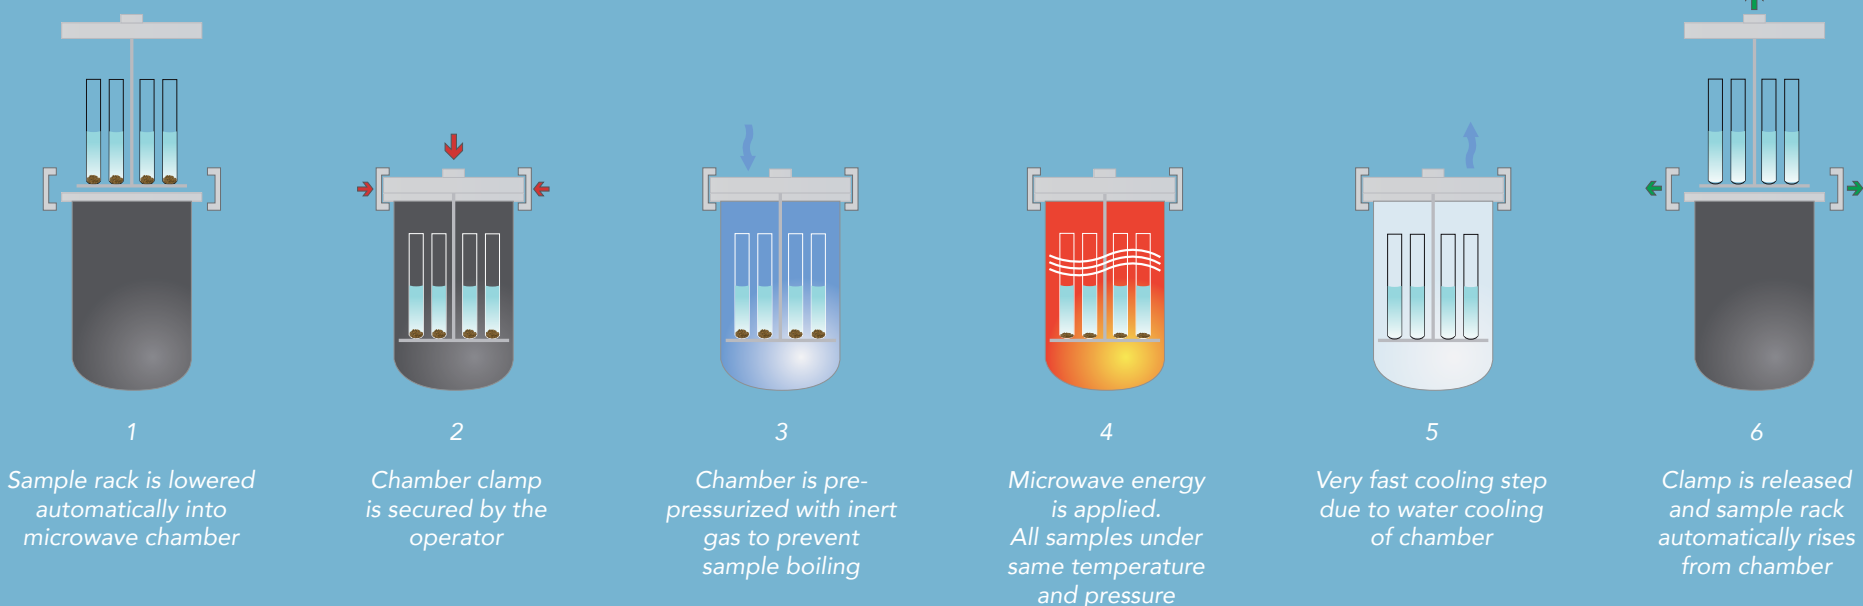 1
Sample rack is lowered
automatically into
microwave chamber
2
Chamber clamp
is secured by the
operator
3
Chamber is pre-
pressurized with inert
gas to prevent
sample boiling
4
Microwave energy
is applied.
All samples under
same temperature
and pressure
5
Very fast cooling step
due to water cooling
of chamber
6
Clamp is released
and sample rack
automatically rises
from chamber